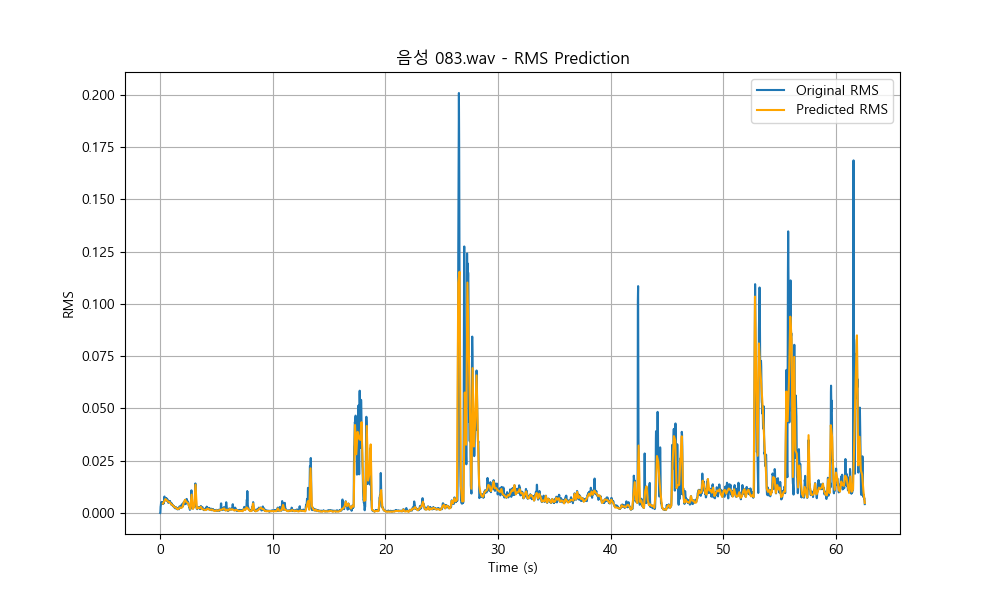 음성 083.wav - RMS Prediction
Original RMS
Predicted RMS
RMS
0.200
0.175
0.150
0.125
0.100
0.075
0.050
0.025
0.000
0 10 20 30 40 50 60
Time (s)